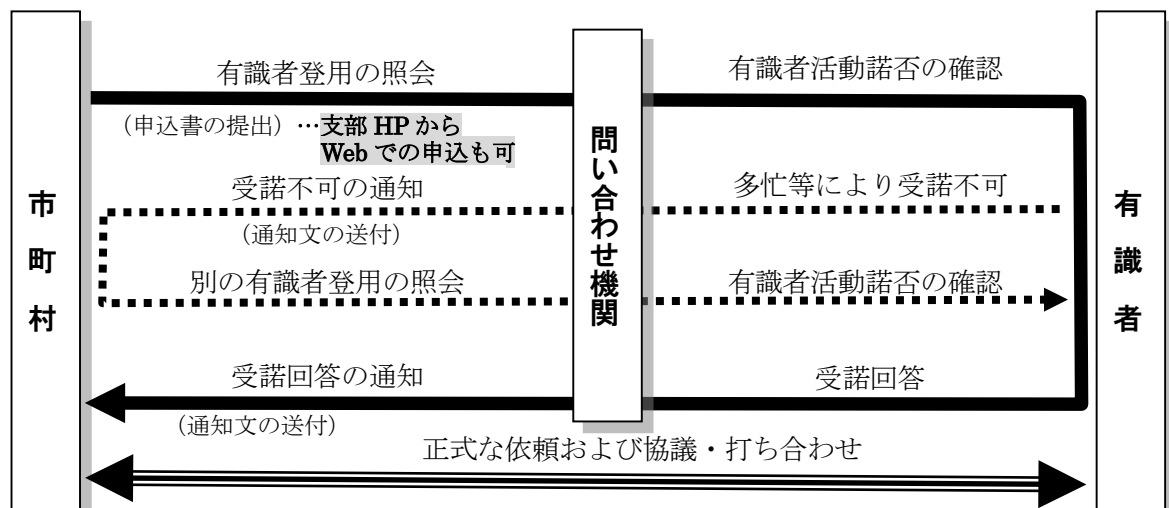 有識者登用の照会
有識者活動諾否の確認
（申込書の提出）…支部 HP から
Web での申込も可
受諾不可の通知
多忙等により受諾不可
（通知文の送付）
別の有識者登用の照会
有識者活動諾否の確認
受諾回答の通知
受諾回答
（通知文の送付）
正式な依頼および協議・打ち合わせ
市町村
問い合わせ機関
有識者